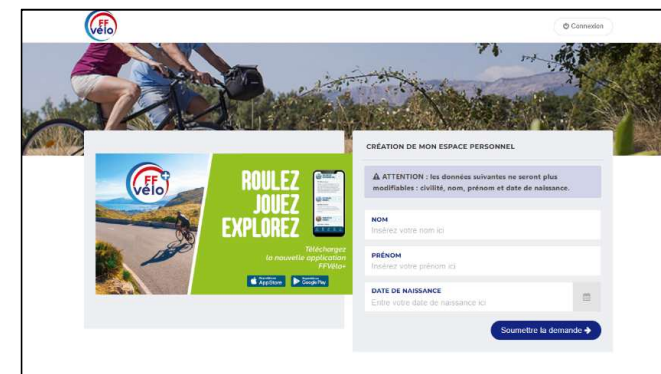 FF
vélo
Connexion
FF
vélo
ROULEZ
JOUEZ
EXPLOREZ
Téléchargez
la nouvelle application
FFVélo+
App Store
Google Play
CRÉATION DE MON ESPACE PERSONNEL
ATTENTION : les données suivantes ne seront plus
modifiables : civilité, nom, prénom et date de naissance.
NOM
Insérez votre nom ici
PRÉNOM
Insérez votre prénom ici
DATE DE NAISSANCE
Entre votre date de naissance ici
Soumettre la demande